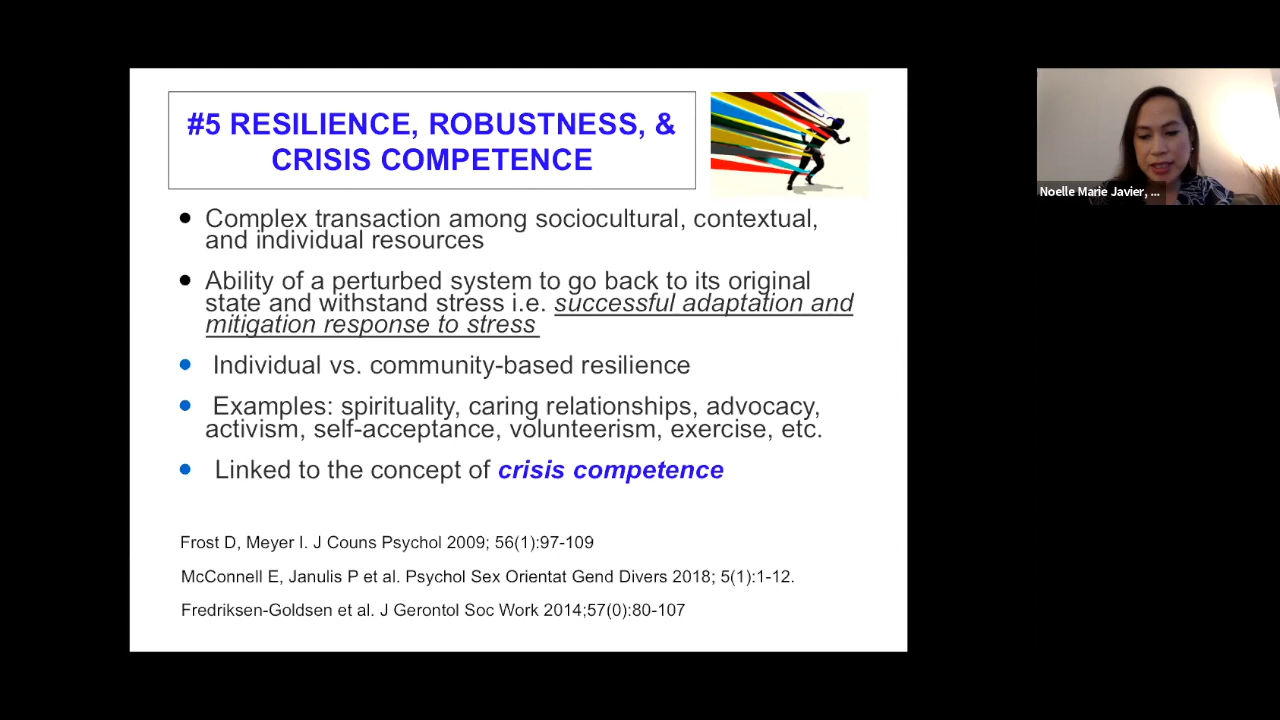 #5 RESILIENCE, ROBUSTNESS, &
CRISIS COMPETENCE
• Complex transaction among sociocultural, contextual,
and individual resources
• Ability of a perturbed system to go back to its original
state and withstand stress i.e. successful adaptation and
mitigation response to stress
• Individual vs. community-based resilience
• Examples: spirituality, caring relationships, advocacy,
activism, self-acceptance, volunteerism, exercise, etc.
• Linked to the concept of crisis competence
Frost D, Meyer I. J Couns Psychol 2009; 56(1):97-109
McConnell E, Janulis P et al. Psychol Sex Orientat Gend Divers 2018; 5(1):1-12.
Fredriksen-Goldsen et al. J Gerontol Soc Work 2014;57(0):80-107
Noelle Marie Javier, ...